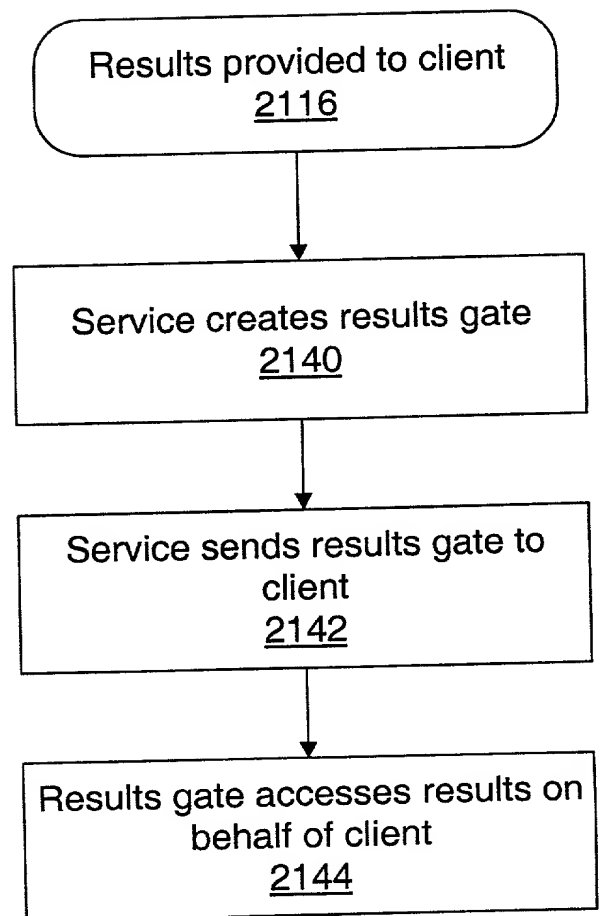 Results provided to client
2116
Service creates results gate
2140
Service sends results gate to
client
2142
Results gate accesses results on
behalf of client
2144